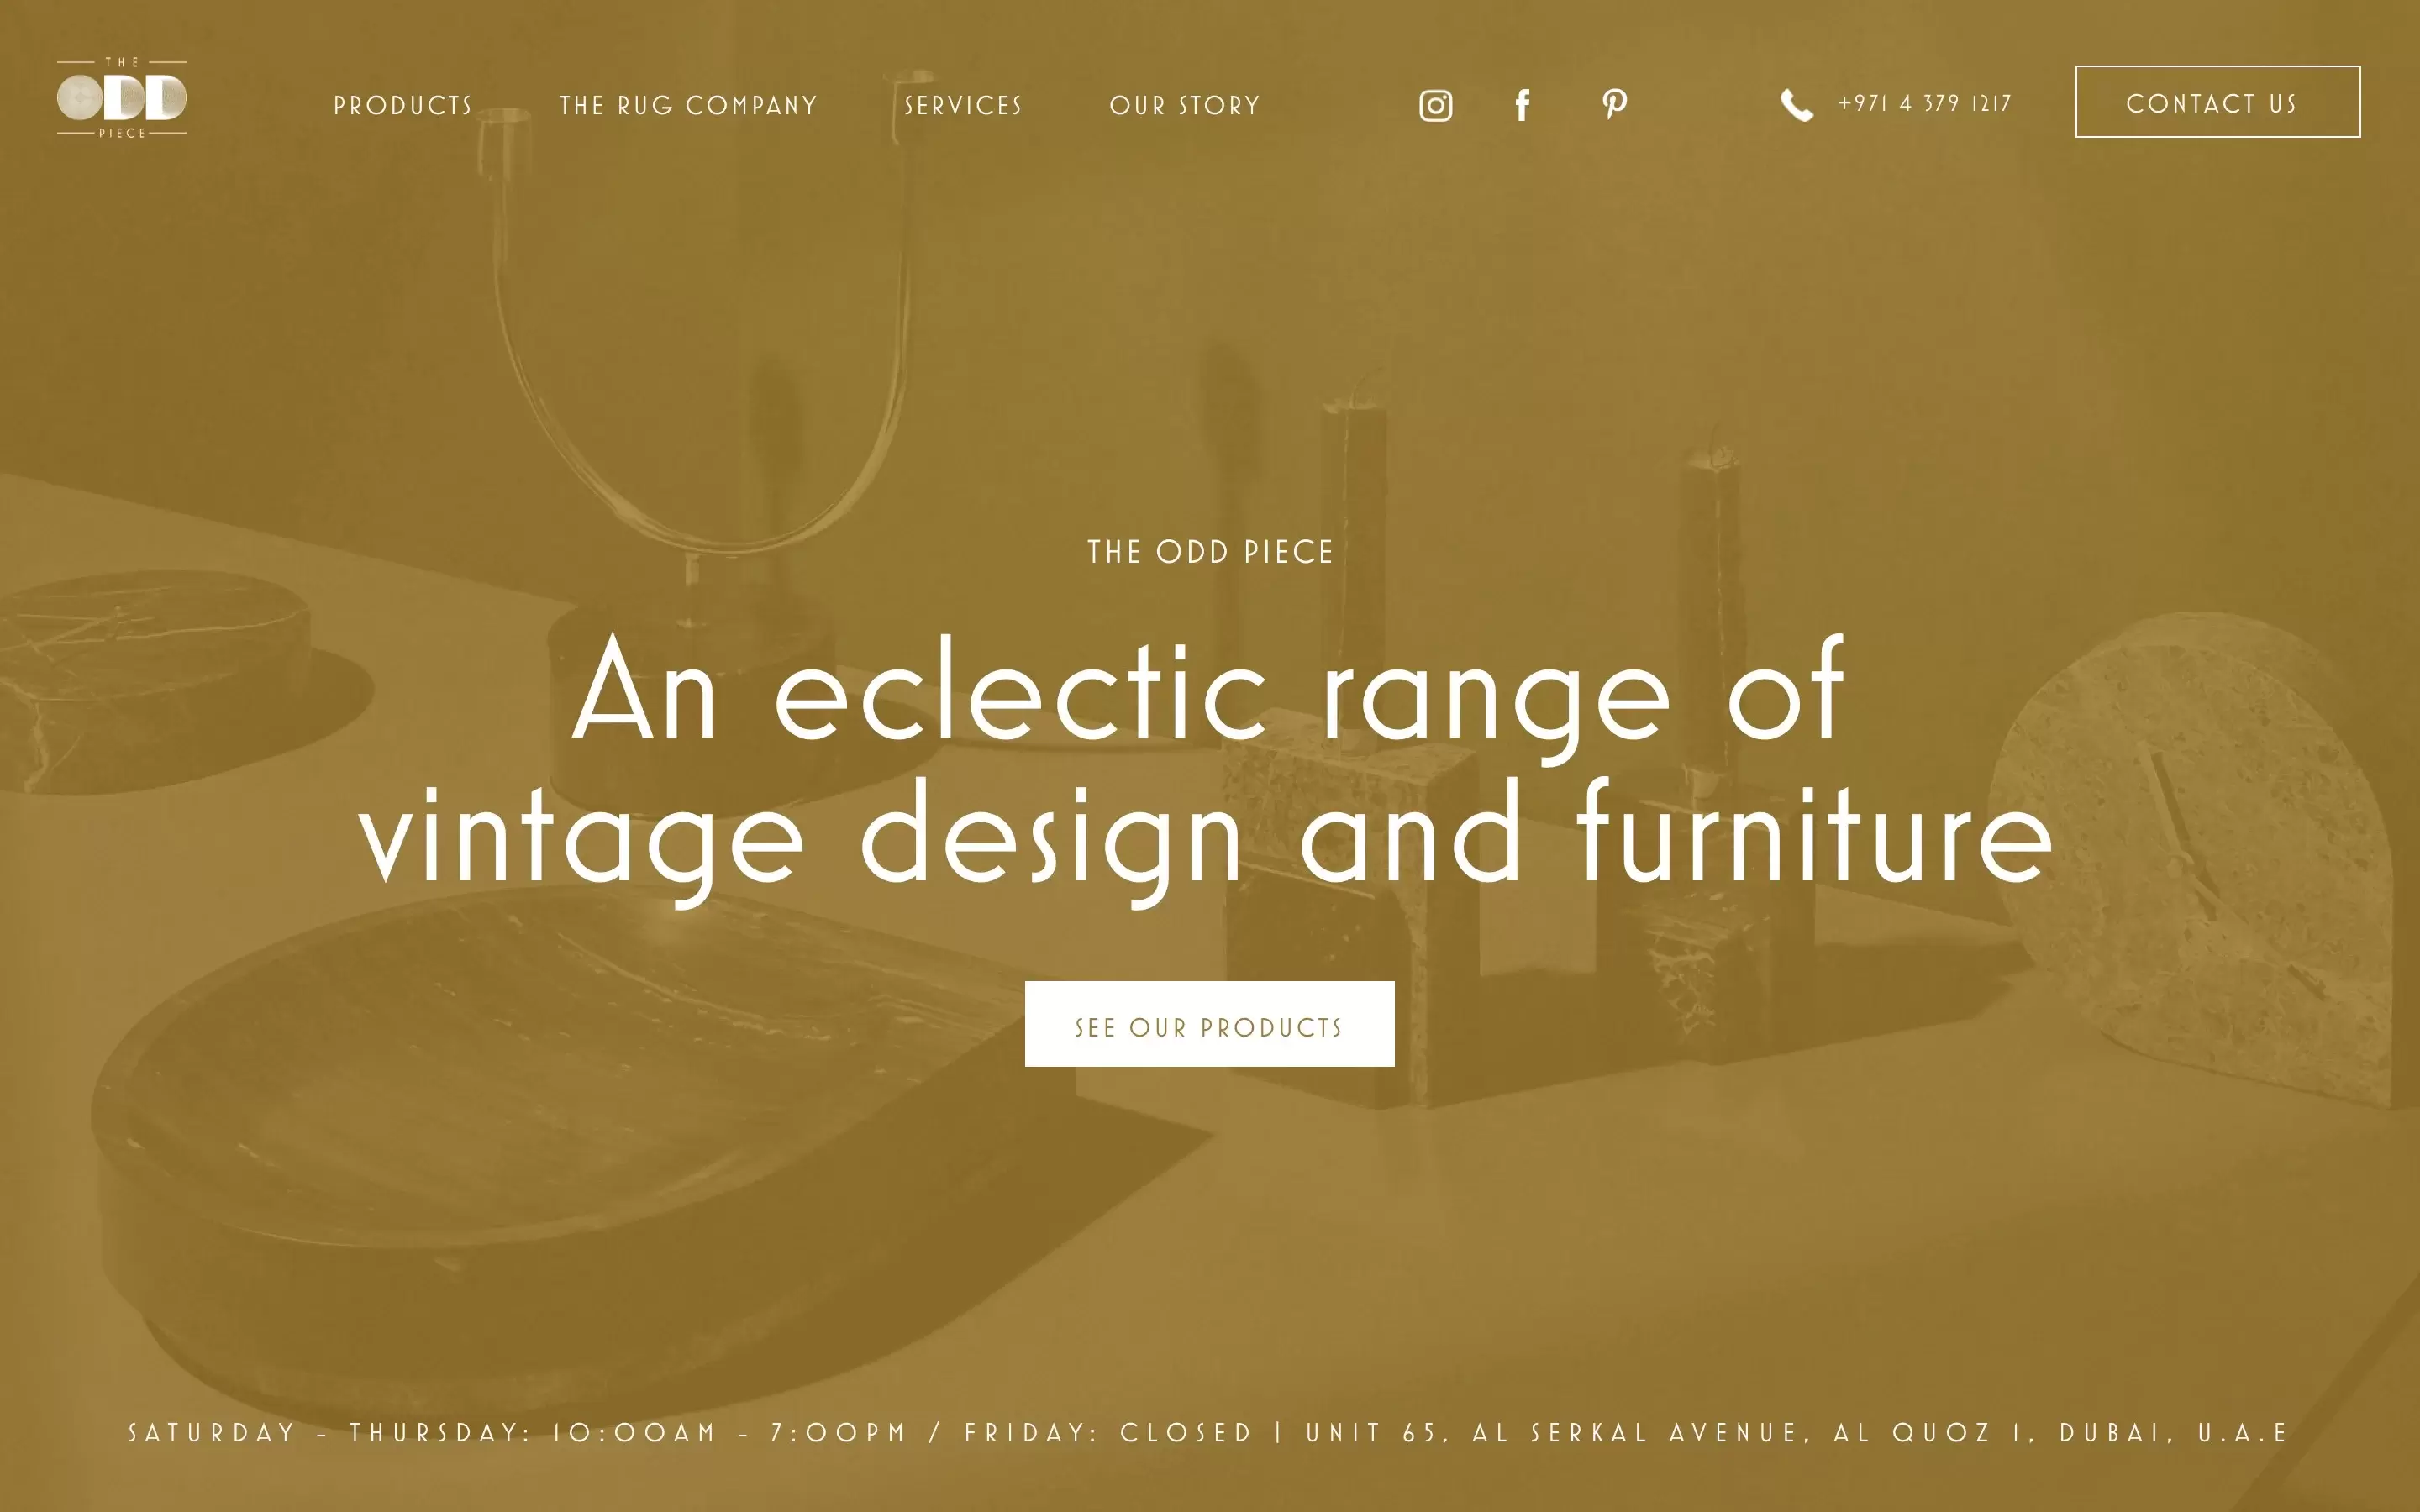 THE
ODD
PIECE
PRODUCTS
THE RUG COMPANY
SERVICES
OUR STORY
+971 4 379 1217
CONTACT US
THE ODD PIECE
An eclectic range of
vintage design and furniture
SEE OUR PRODUCTS
SATURDAY - THURSDAY: 10:00AM - 7:00PM / FRIDAY: CLOSED | UNIT 65, AL SERKAL AVENUE, AL QUOZ 1, DUBAI, U.A.E